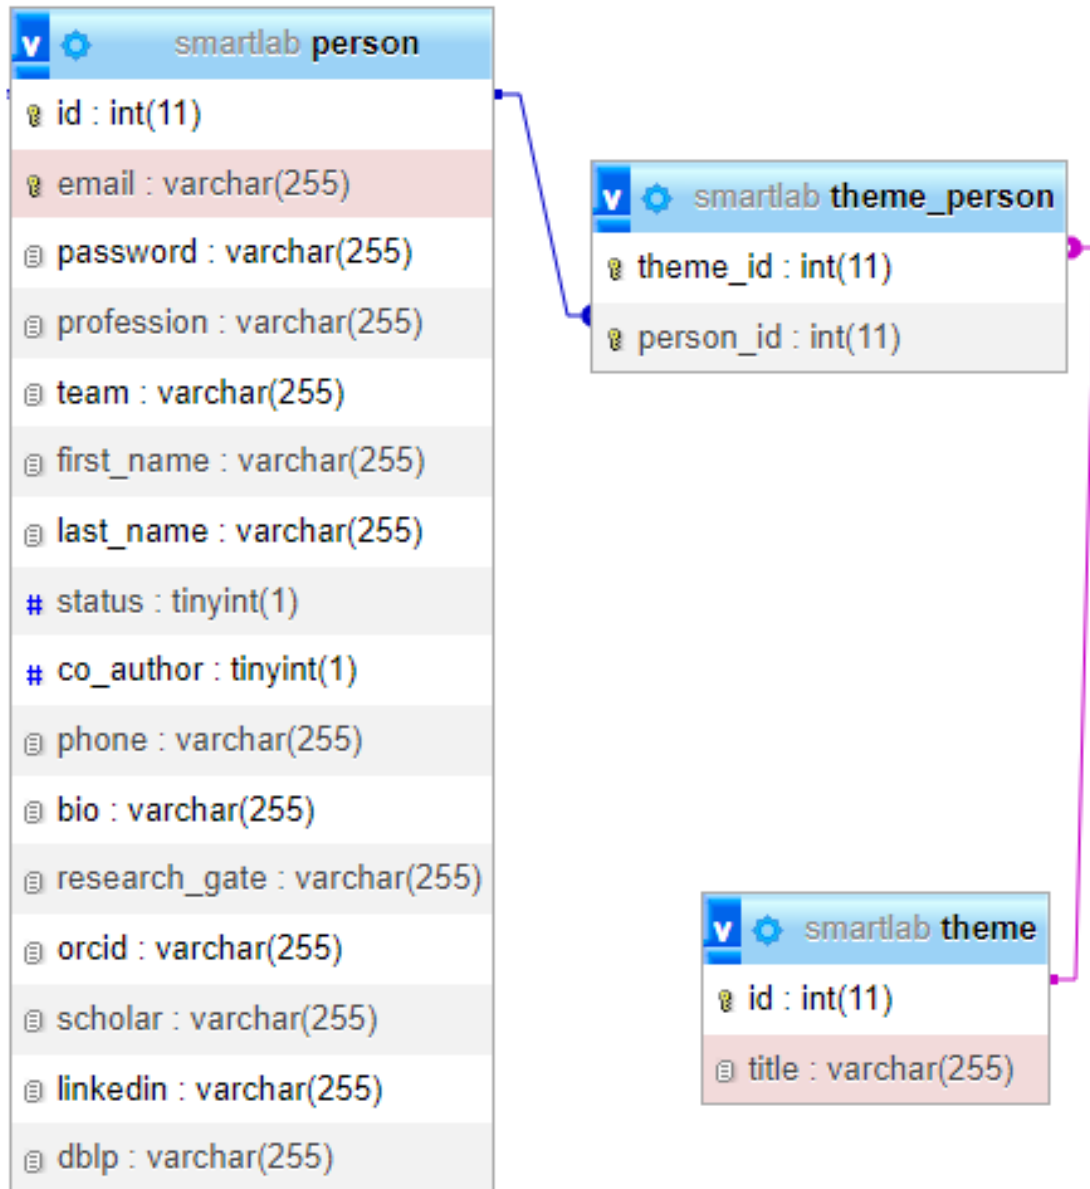 v smartlab person
id : int(11)
email : varchar(255)
password : varchar(255)
profession : varchar(255)
team : varchar(255)
first_name : varchar(255)
last_name : varchar(255)
# status : tinyint(1)
# co_author : tinyint(1)
phone : varchar(255)
bio : varchar(255)
research_gate : varchar(255)
orcid : varchar(255)
scholar : varchar(255)
linkedin : varchar(255)
dblp : varchar(255)
v smartlab theme_person
theme_id : int(11)
person_id : int(11)
v smartlab theme
id : int(11)
title : varchar(255)